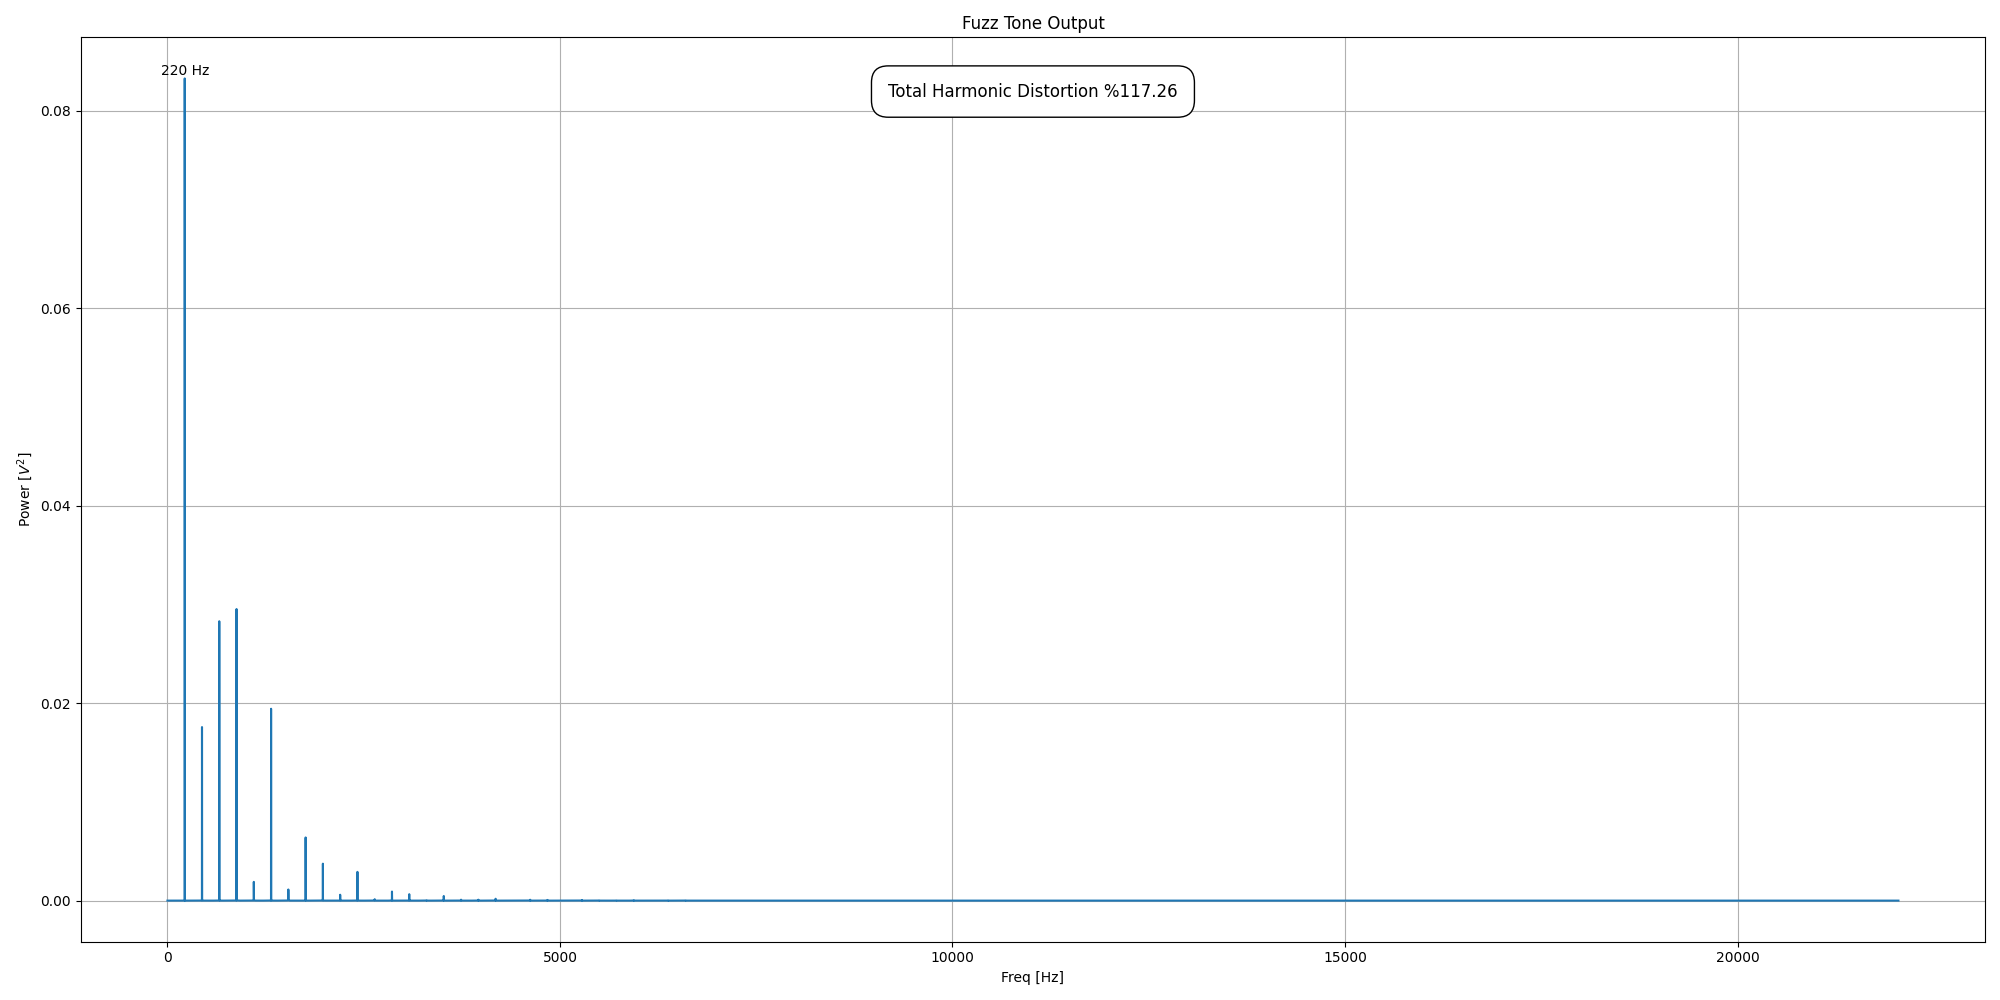 Fuzz Tone Output
220 Hz
Total Harmonic Distortion %117.26
0.08
0.06
0.04
0.02
0.00
Power [V²]
0
5000
10000
15000
20000
Freq [Hz]